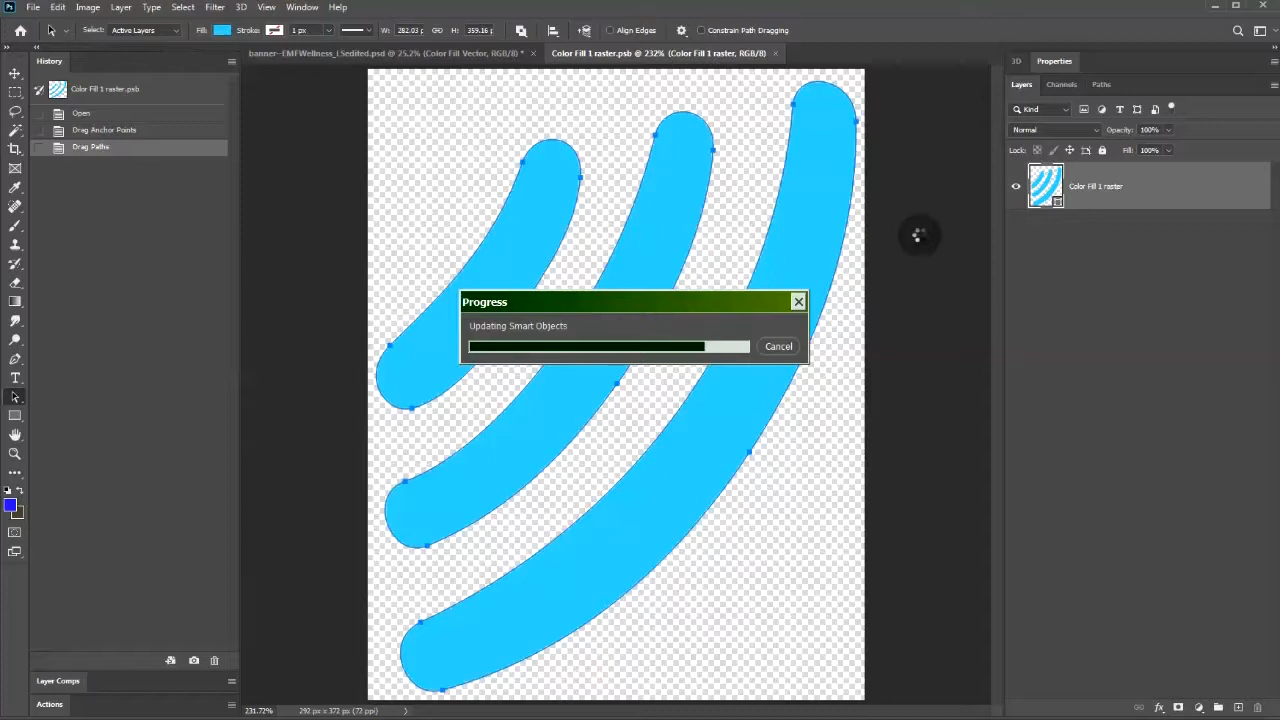 Ps File Edit Image Layer Type Select Filter 3D View Window Help
Select: Active Layers Fill: Stroke: 1 px W: 282.03 p H: 359.16 p Align Edges Constrain Path Dragging
banner--EMFWellness_LSedited.psd @ 25.2% (Color Fill Vector, RGB/8) * × Color Fill 1 raster.psb @ 232% (Color Fill 1 raster, RGB/8) ×
History
Color Fill 1 raster.psb
Open
Drag Anchor Points
Drag Paths
Layer Comps
Actions
Progress
Updating Smart Objects
Cancel
3D Properties
Layers Channels Paths
Kind
Normal Opacity: 100%
Lock: Fill: 100%
Color Fill 1 raster
fx
231.72% 292 px × 372 px (72 ppi)